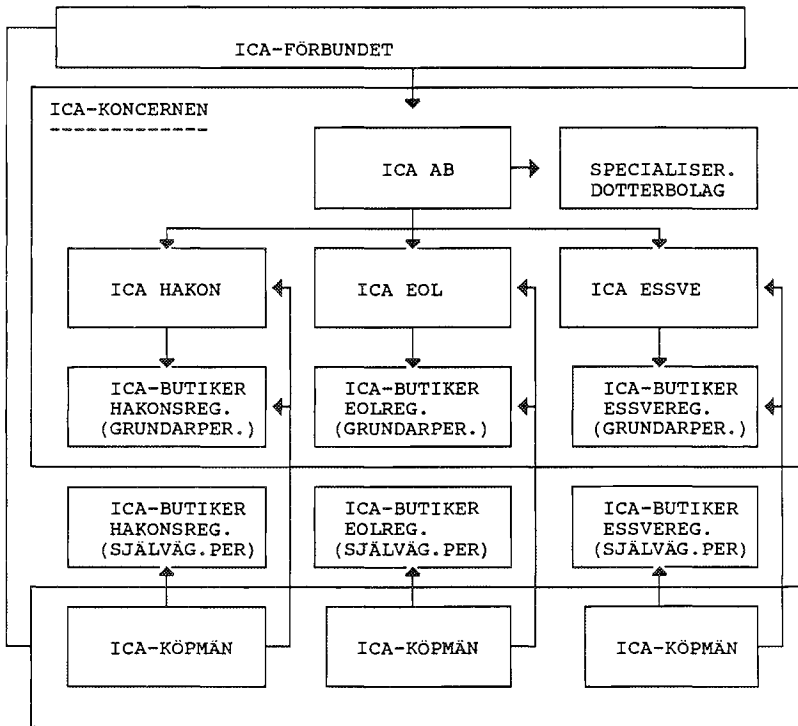 ICA-FÖRBUNDET
ICA-KONCERNEN
ICA AB
SPECIALISER.
DOTTERBOLAG
ICA HAKON
ICA EOL
ICA ESSVE
ICA-BUTIKER
HAKONSREG.
(GRUNDARPER.)
ICA-BUTIKER
EOLREG.
(GRUNDARPER.)
ICA-BUTIKER
ESSVEREG.
(GRUNDARPER.)
ICA-BUTIKER
HAKONSREG.
(SJÄLVÄG.PER)
ICA-BUTIKER
EOLREG.
(SJÄLVÄG.PER)
ICA-BUTIKER
ESSVEREG.
(SJÄLVÄG.PER)
ICA-KÖPMÄN
ICA-KÖPMÄN
ICA-KÖPMÄN